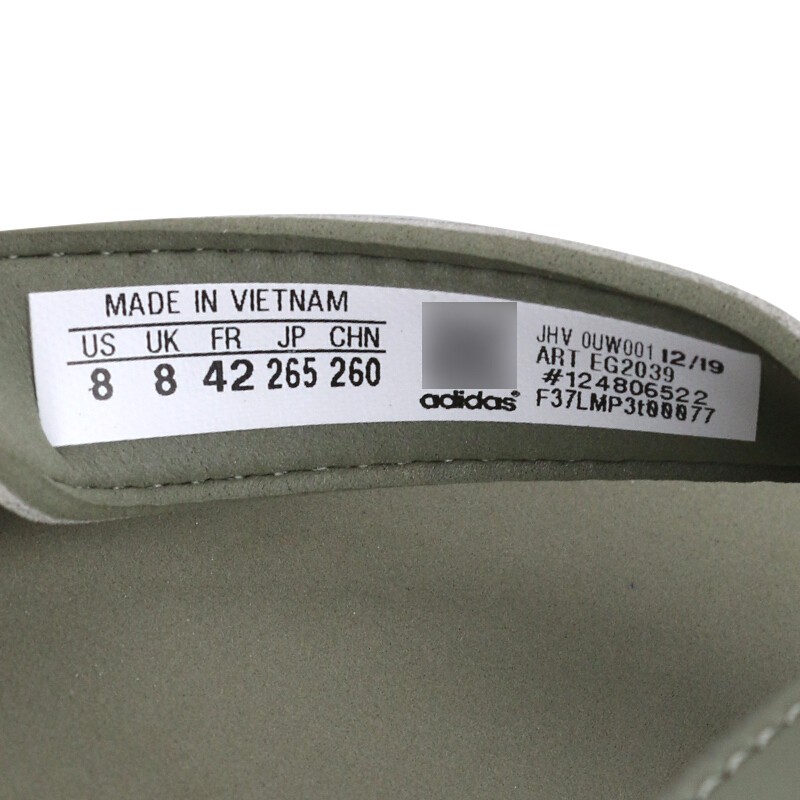 MADE IN VIETNAM
US UK FR JP CHN
8 8 42 265 260
adidas®
JHV 0UW001 12/19
ART EG2039
#124806522
F37LMP3t00077